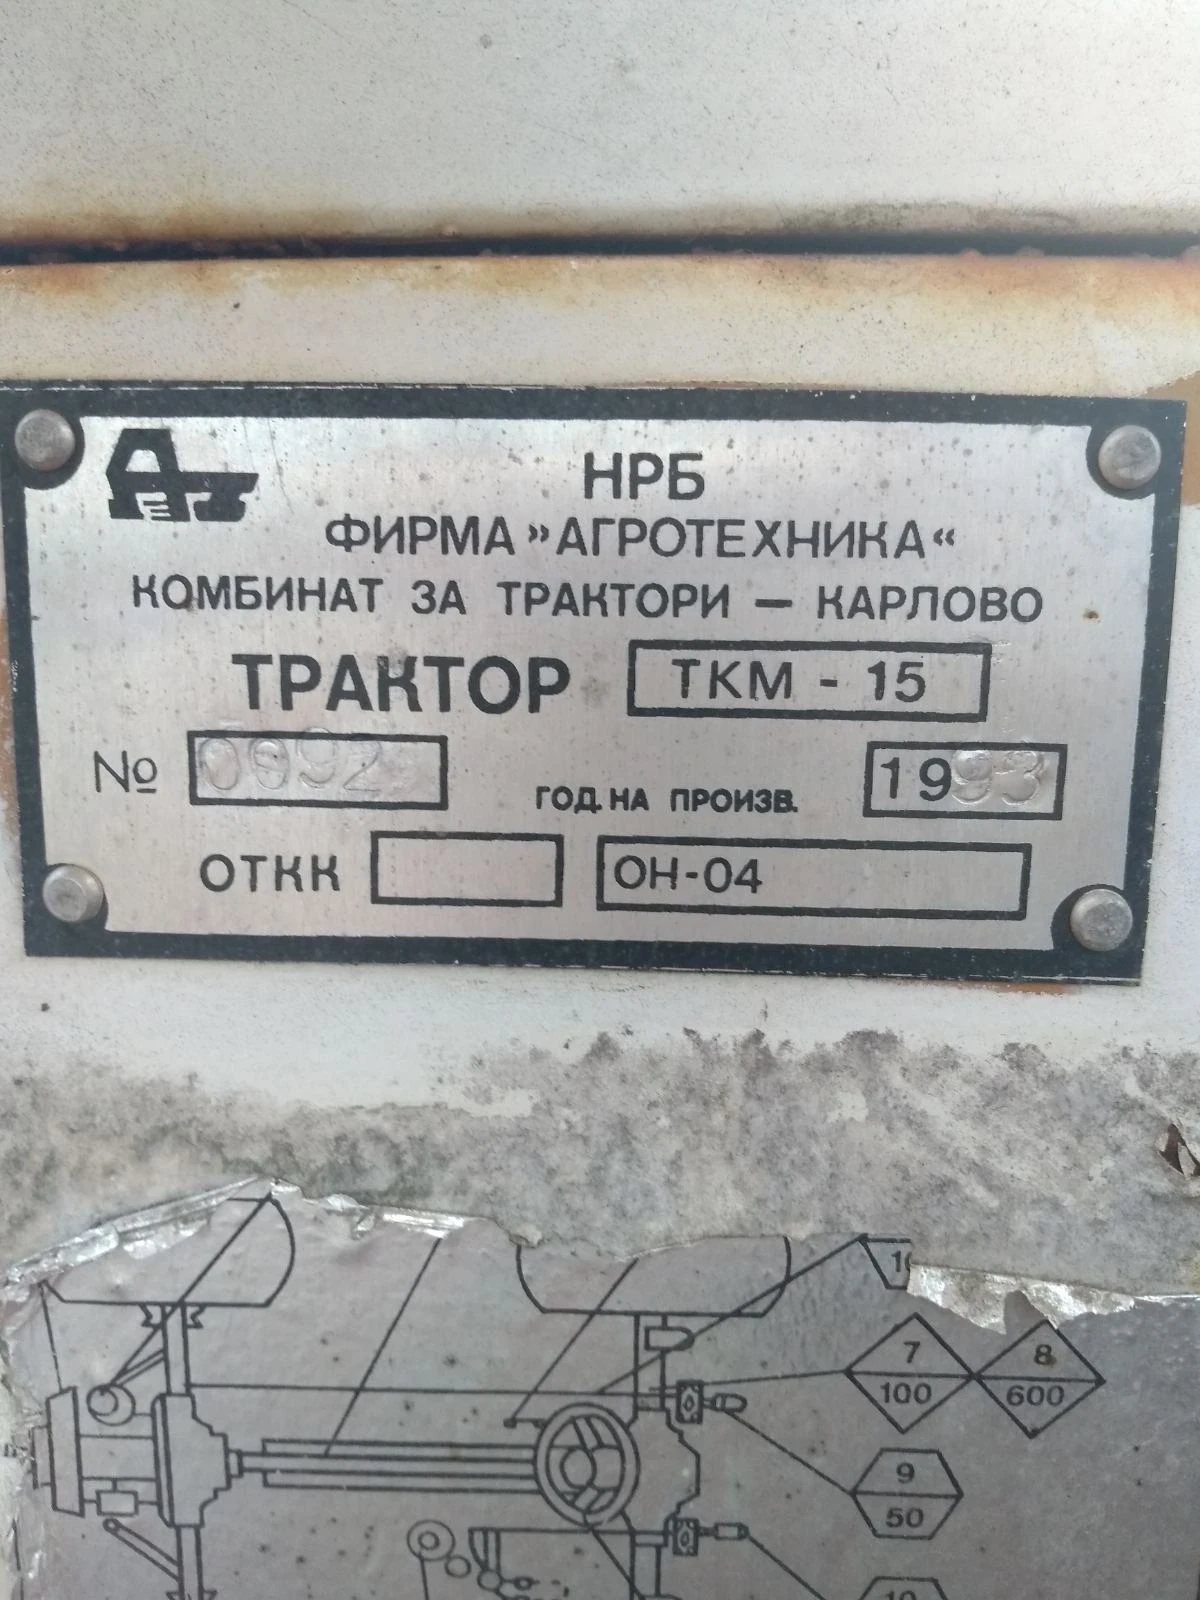 НРБ
ФИРМА »АГРОТЕХНИКА«
КОМБИНАТ ЗА ТРАКТОРИ — КАРЛОВО
ТРАКТОР ТКМ - 15
№ 0092 ГОД. НА ПРОИЗВ. 1993
ОТКК ОН-04
7 8
100 600
9
50